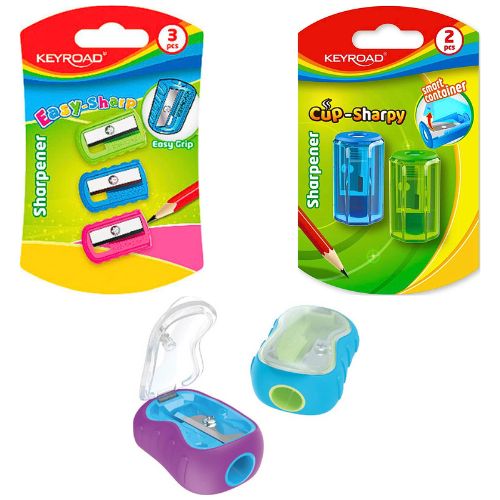 KEYROAD®
3
pcs
Easy-Sharp
Easy Grip
Sharpener
KEYROAD®
2
pcs
CUP-SHARPY
smart
container
Sharpener